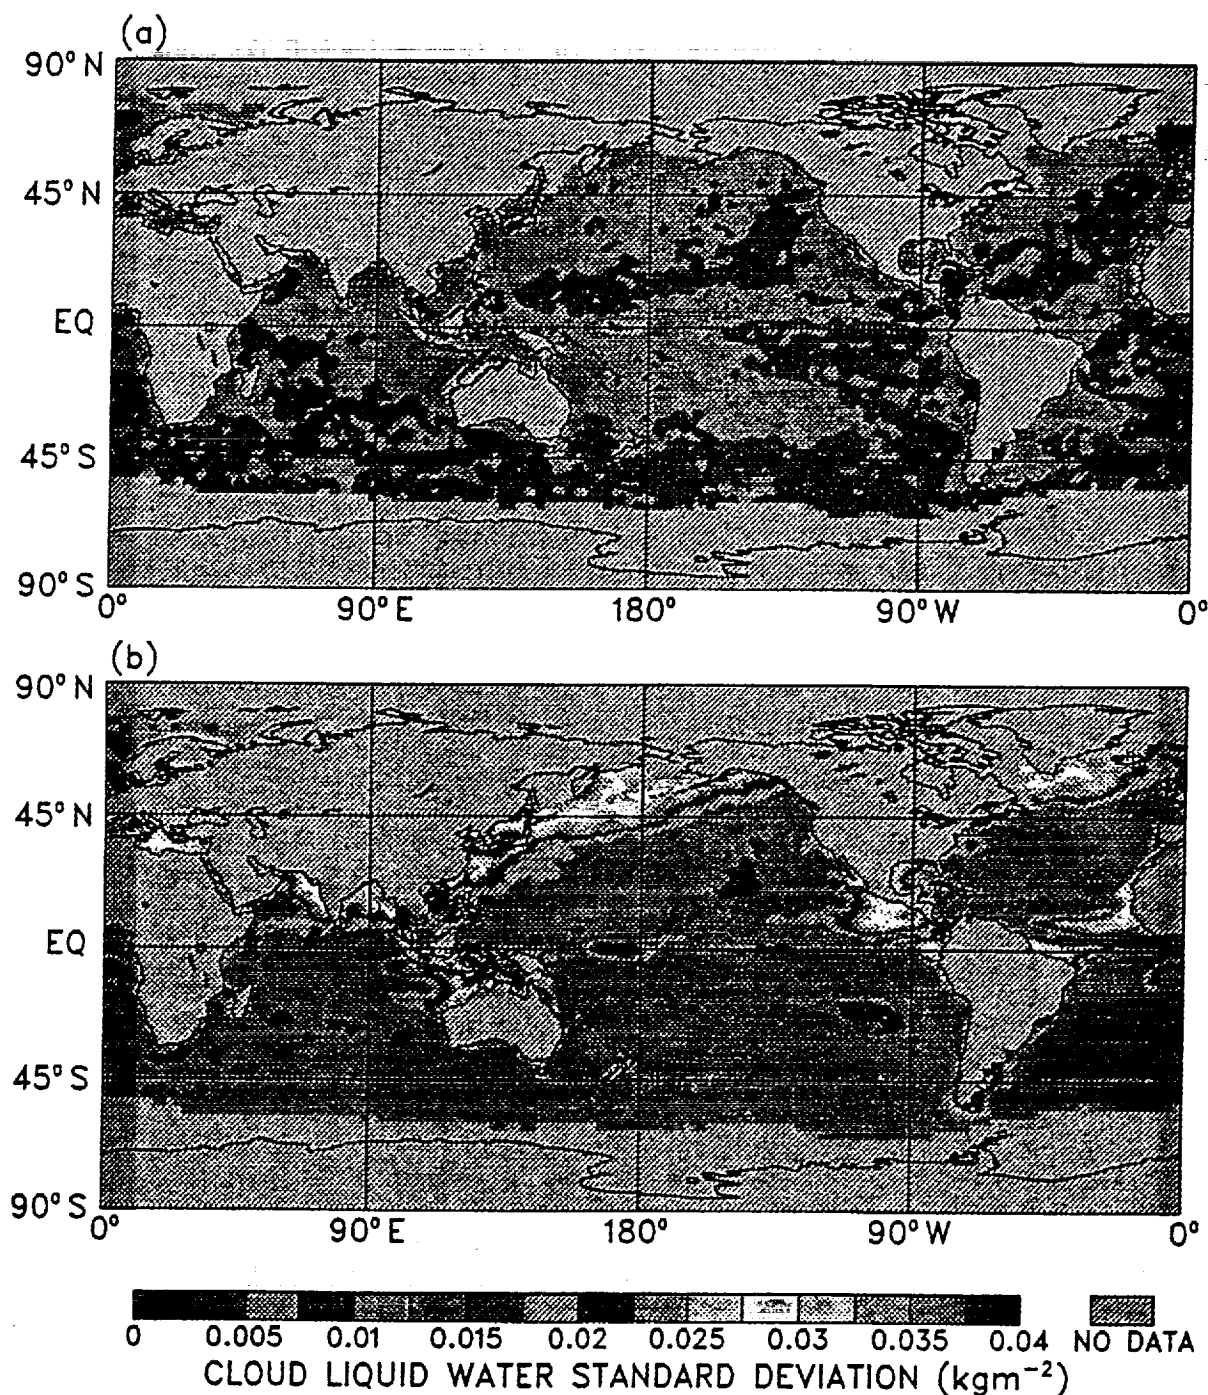 (a)
90° N
45° N
EQ
45° S
90° S
0° 90° E 180° 90° W 0°
(b)
90° N
45° N
EQ
45° S
90° S
0° 90° E 180° 90° W 0°
0 0.005 0.01 0.015 0.02 0.025 0.03 0.035 0.04 NO DATA
CLOUD LIQUID WATER STANDARD DEVIATION (kgm⁻²)